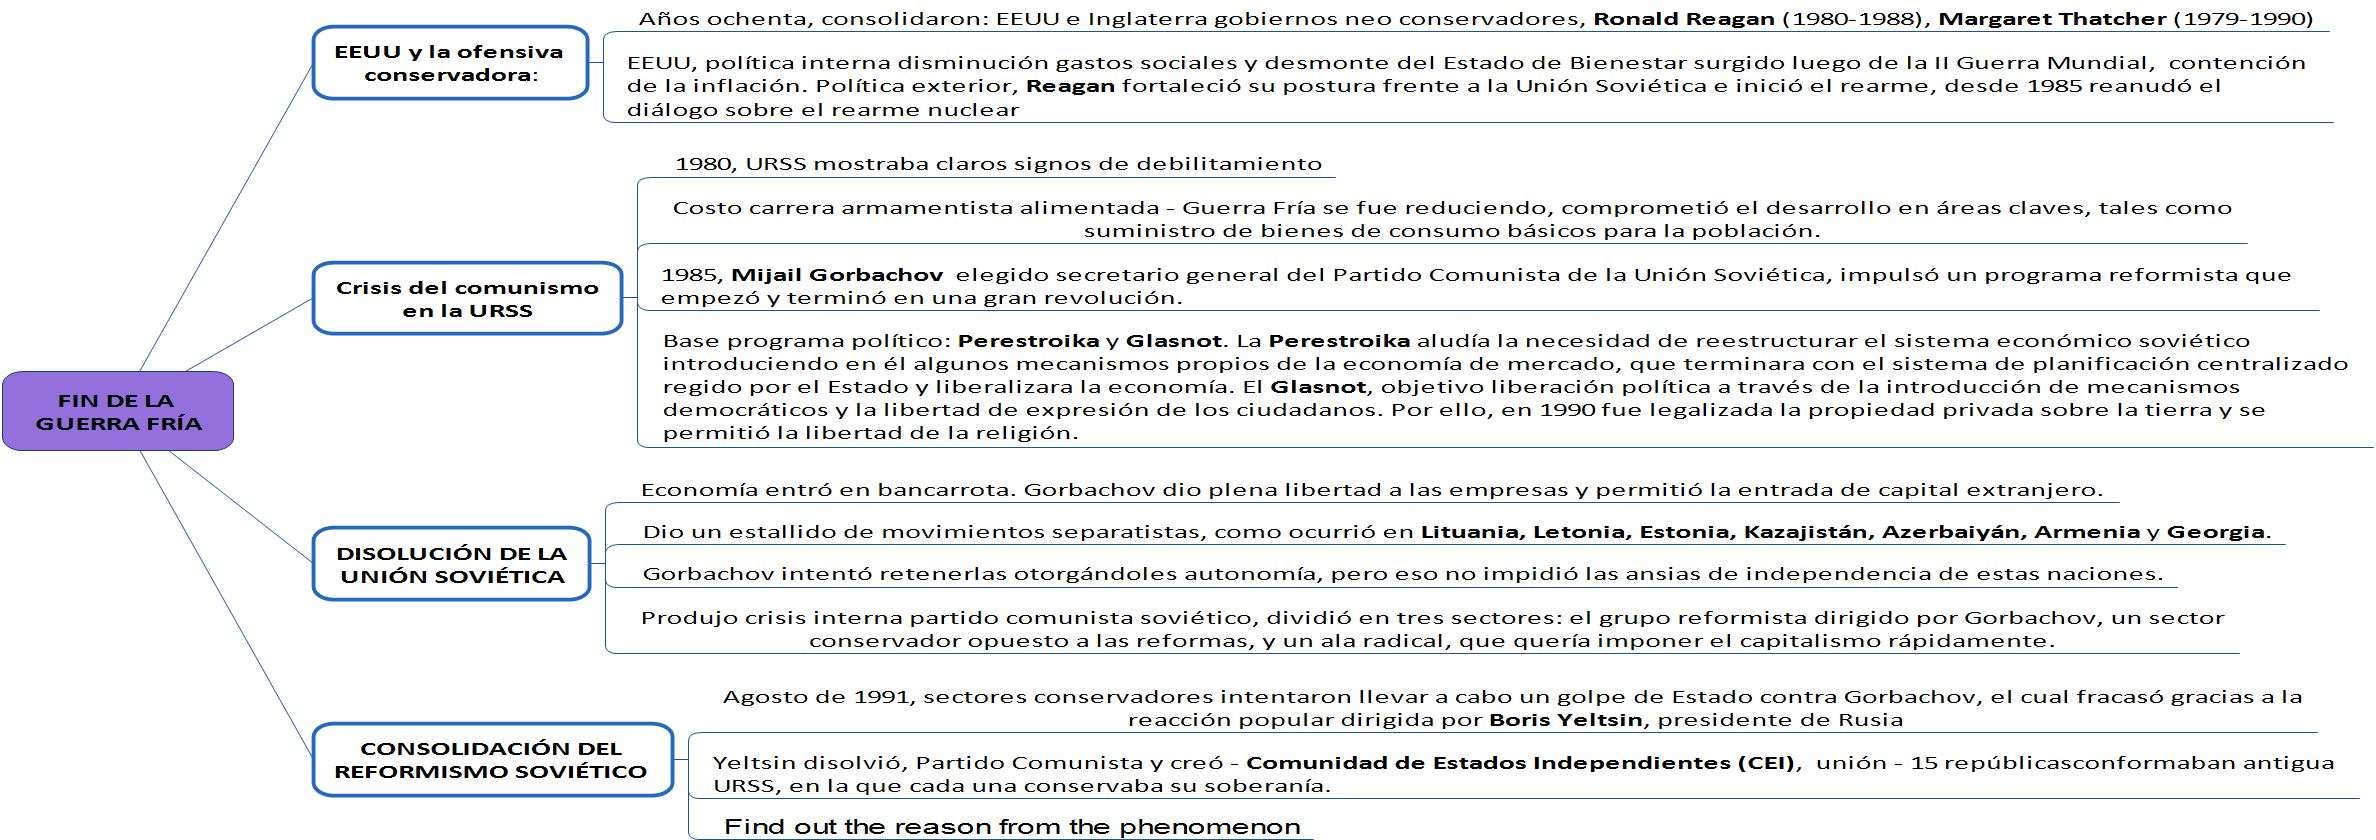 FIN DE LA
GUERRA FRÍA
EEUU y la ofensiva
conservadora:
Años ochenta, consolidaron: EEUU e Inglaterra gobiernos neo conservadores, Ronald Reagan (1980-1988), Margaret Thatcher (1979-1990)
EEUU, política interna disminución gastos sociales y desmonte del Estado de Bienestar surgido luego de la II Guerra Mundial, contención
de la inflación. Política exterior, Reagan fortaleció su postura frente a la Unión Soviética e inició el rearme, desde 1985 reanudó el
diálogo sobre el rearme nuclear
Crisis del comunismo
en la URSS
1980, URSS mostraba claros signos de debilitamiento
Costo carrera armamentista alimentada - Guerra Fría se fue reduciendo, comprometió el desarrollo en áreas claves, tales como
suministro de bienes de consumo básicos para la población.
1985, Mijail Gorbachov elegido secretario general del Partido Comunista de la Unión Soviética, impulsó un programa reformista que
empezó y terminó en una gran revolución.
Base programa político: Perestroika y Glasnot. La Perestroika aludía la necesidad de reestructurar el sistema económico soviético
introduciendo en él algunos mecanismos propios de la economía de mercado, que terminara con el sistema de planificación centralizado
regido por el Estado y liberalizara la economía. El Glasnot, objetivo liberación política a través de la introducción de mecanismos
democráticos y la libertad de expresión de los ciudadanos. Por ello, en 1990 fue legalizada la propiedad privada sobre la tierra y se
permitió la libertad de la religión.
DISOLUCIÓN DE LA
UNIÓN SOVIÉTICA
Economía entró en bancarrota. Gorbachov dio plena libertad a las empresas y permitió la entrada de capital extranjero.
Dio un estallido de movimientos separatistas, como ocurrió en Lituania, Letonia, Estonia, Kazajistán, Azerbaiyán, Armenia y Georgia.
Gorbachov intentó retenerlas otorgándoles autonomía, pero eso no impidió las ansias de independencia de estas naciones.
Produjo crisis interna partido comunista soviético, dividió en tres sectores: el grupo reformista dirigido por Gorbachov, un sector
conservador opuesto a las reformas, y un ala radical, que quería imponer el capitalismo rápidamente.
CONSOLIDACIÓN DEL
REFORMISMO SOVIÉTICO
Agosto de 1991, sectores conservadores intentaron llevar a cabo un golpe de Estado contra Gorbachov, el cual fracasó gracias a la
reacción popular dirigida por Boris Yeltsin, presidente de Rusia
Yeltsin disolvió, Partido Comunista y creó - Comunidad de Estados Independientes (CEI), unión - 15 repúblicasconformaban antigua
URSS, en la que cada una conservaba su soberanía.
Find out the reason from the phenomenon